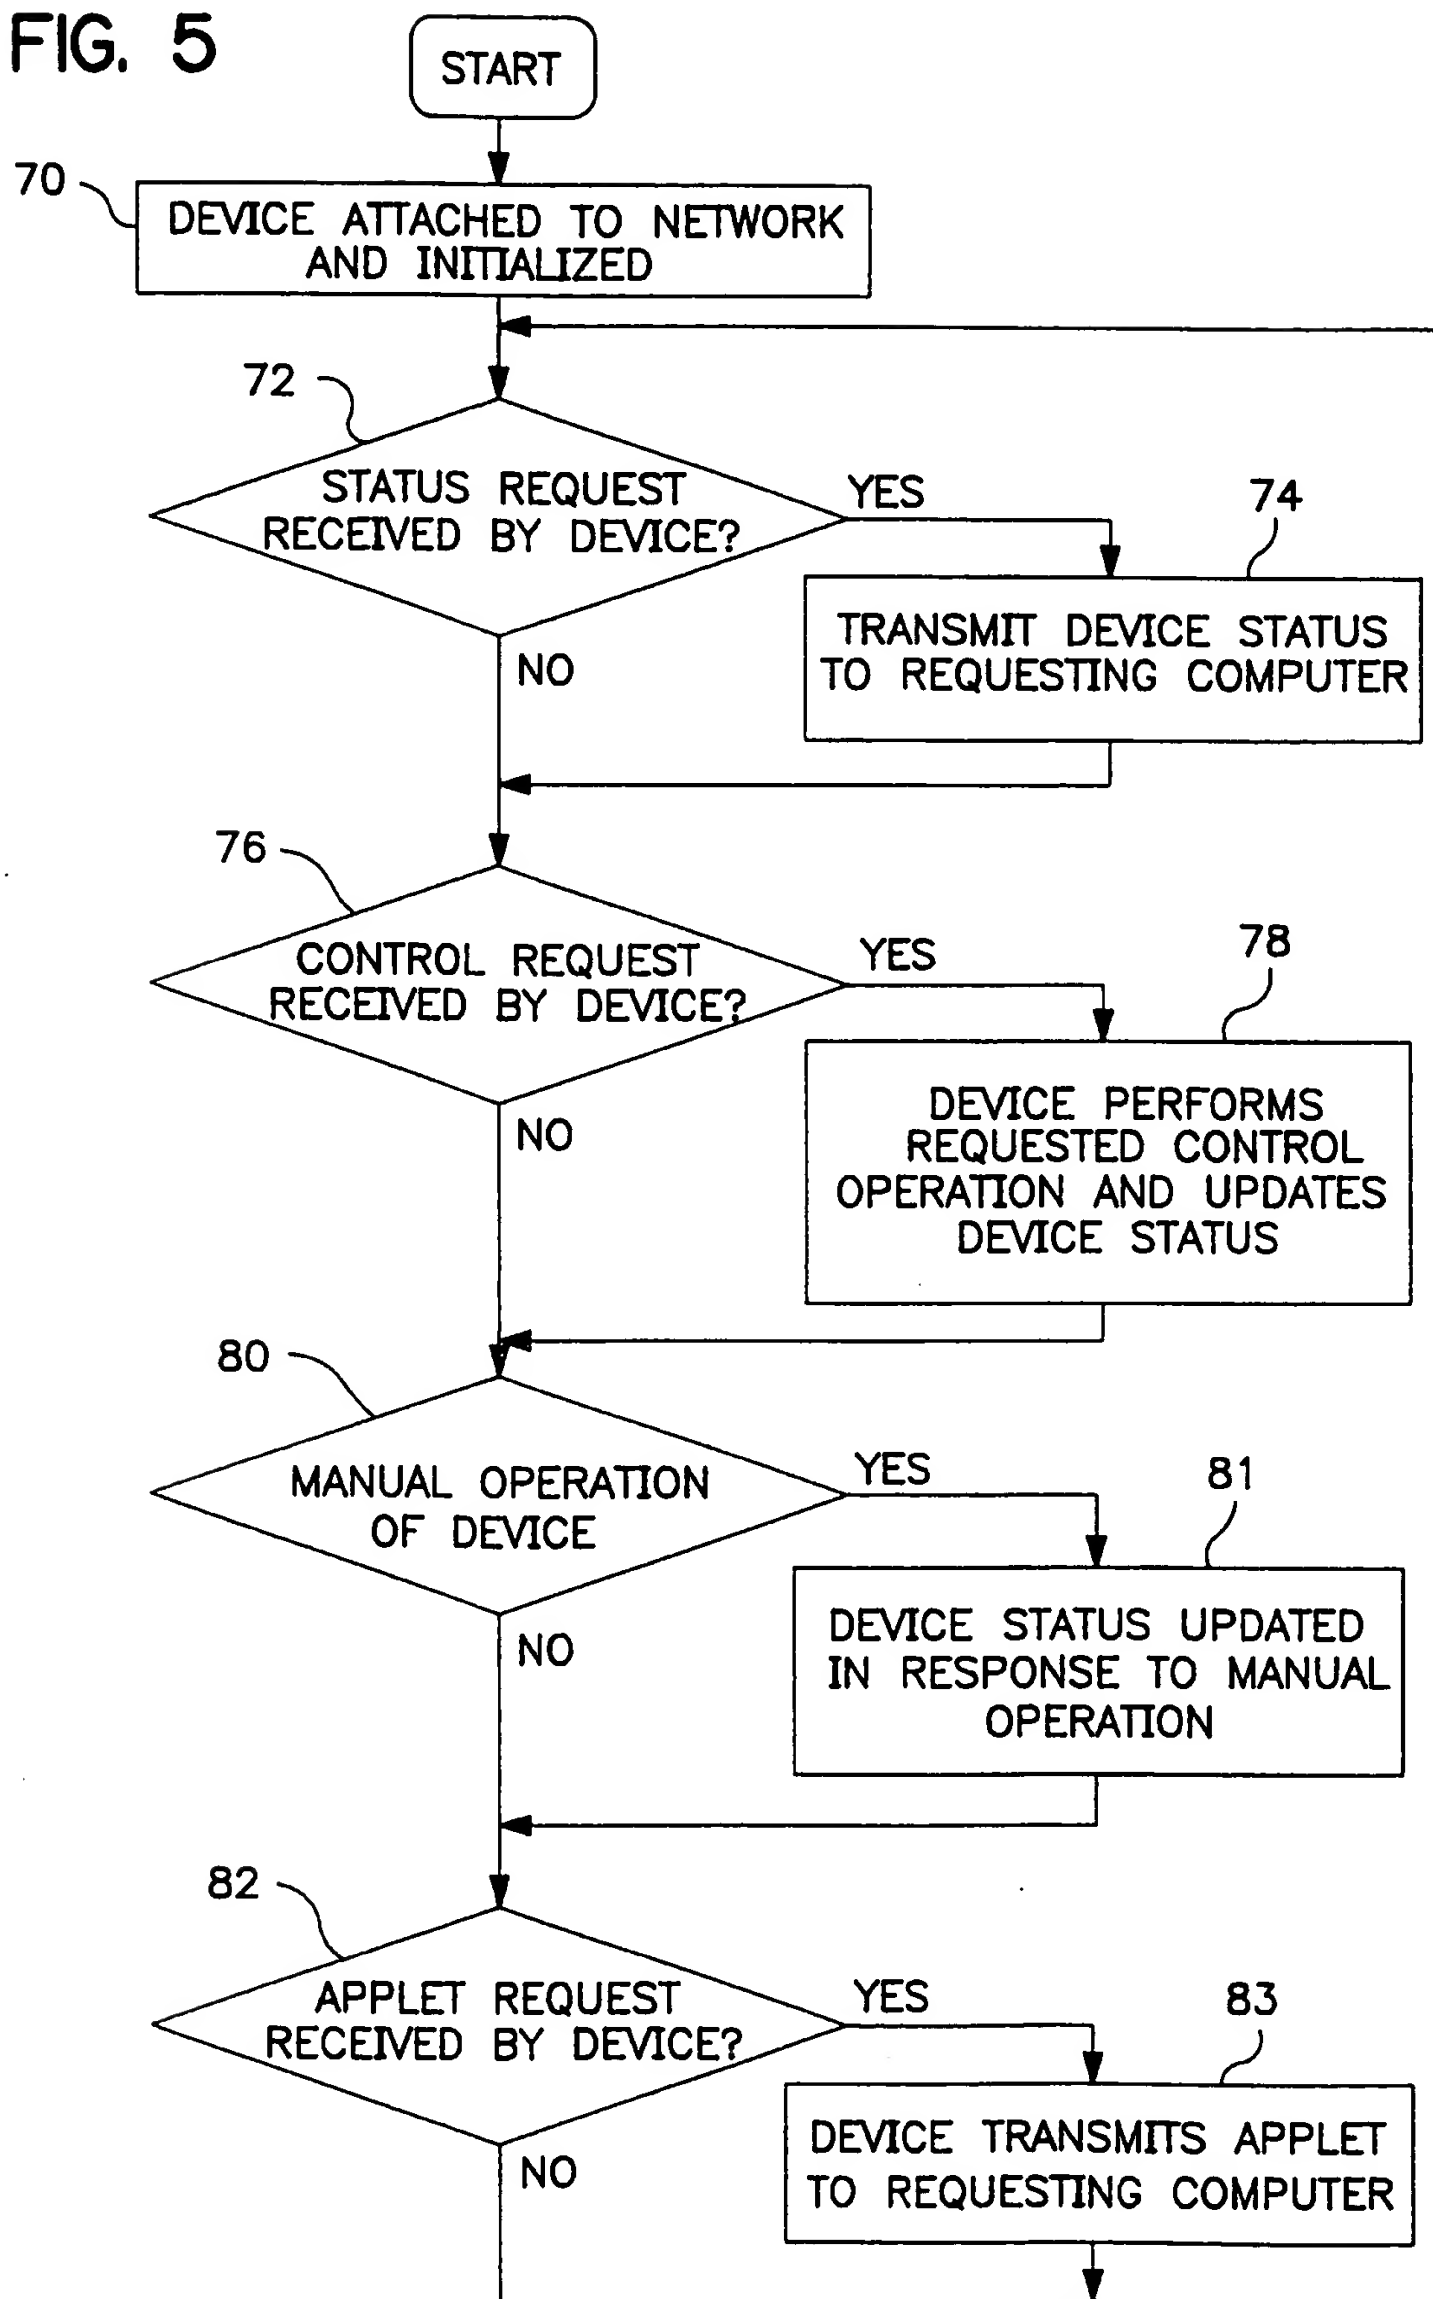 FIG. 5
START
70
DEVICE ATTACHED TO NETWORK
AND INITIALIZED
72
STATUS REQUEST
RECEIVED BY DEVICE?
YES
74
TRANSMIT DEVICE STATUS
TO REQUESTING COMPUTER
NO
76
CONTROL REQUEST
RECEIVED BY DEVICE?
YES
78
DEVICE PERFORMS
REQUESTED CONTROL
OPERATION AND UPDATES
DEVICE STATUS
NO
80
MANUAL OPERATION
OF DEVICE
YES
81
DEVICE STATUS UPDATED
IN RESPONSE TO MANUAL
OPERATION
NO
82
APPLET REQUEST
RECEIVED BY DEVICE?
YES
83
DEVICE TRANSMITS APPLET
TO REQUESTING COMPUTER
NO